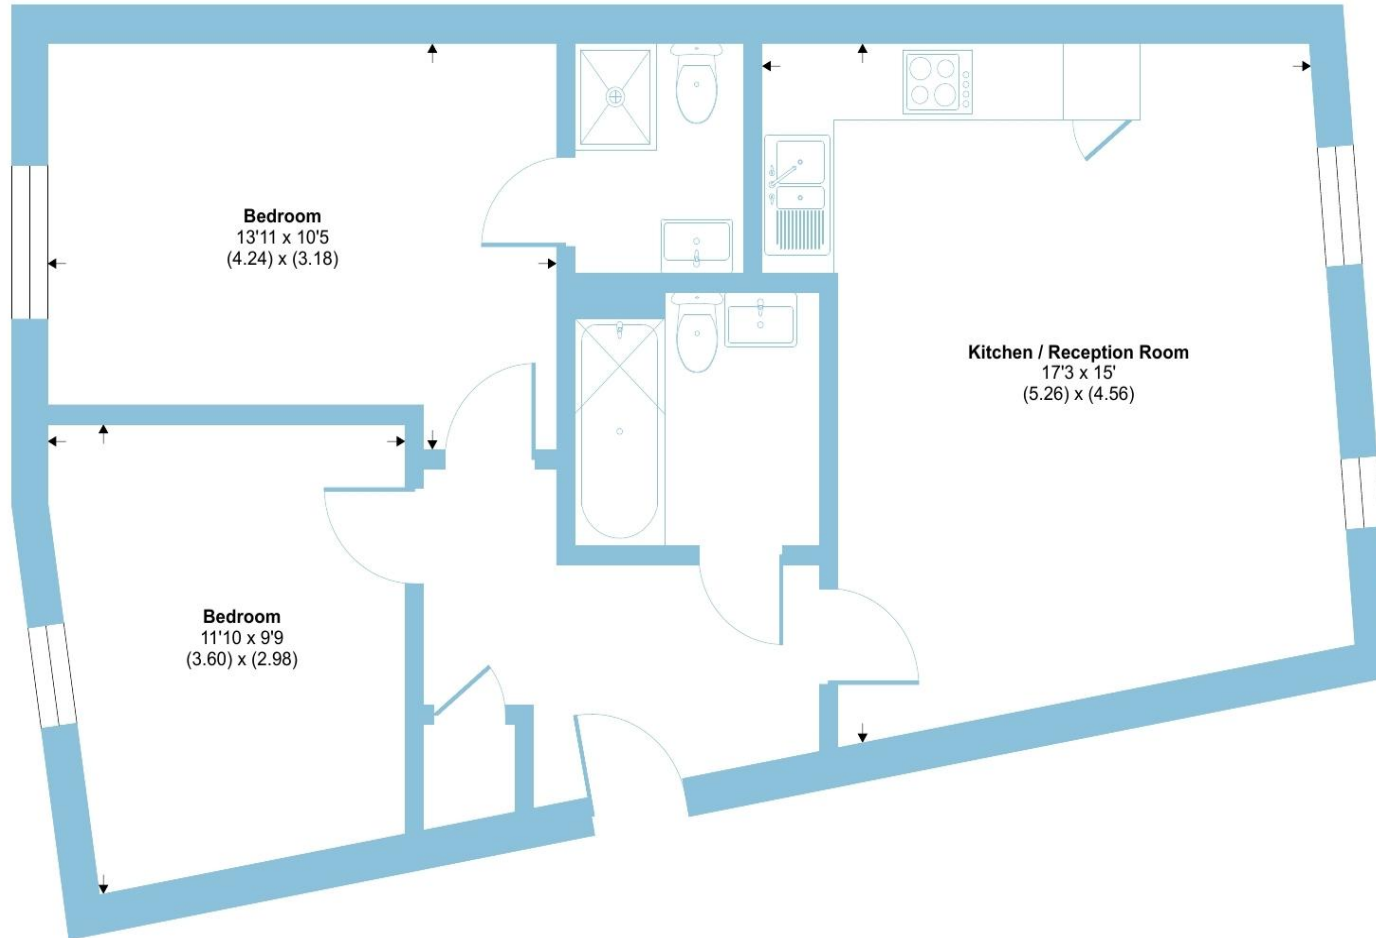 Bedroom
13'11 x 10'5
(4.24) x (3.18)
Kitchen / Reception Room
17'3 x 15'
(5.26) x (4.56)
Bedroom
11'10 x 9'9
(3.60) x (2.98)